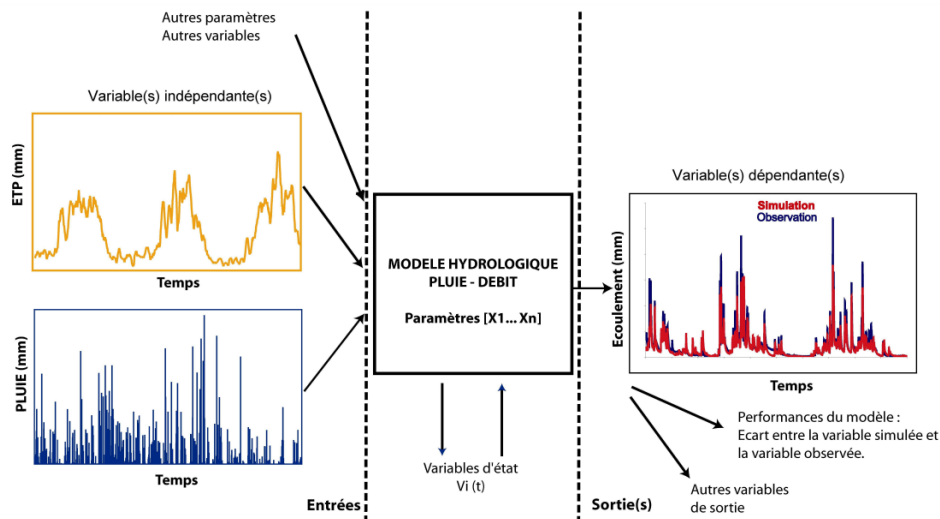 Autres paramètres
Autres variables
Variable(s) indépendante(s)
ETP (mm)
Temps
PLUIE (mm)
Temps
Entrées
MODELE HYDROLOGIQUE
PLUIE - DEBIT
Paramètres [X1... Xn]
Variables d'état
Vi (t)
Variable(s) dépendante(s)
Simulation
Observation
Ecoulement (mm)
Temps
Performances du modèle :
Ecart entre la variable simulée et
la variable observée.
Autres variables
de sortie
Sortie(s)